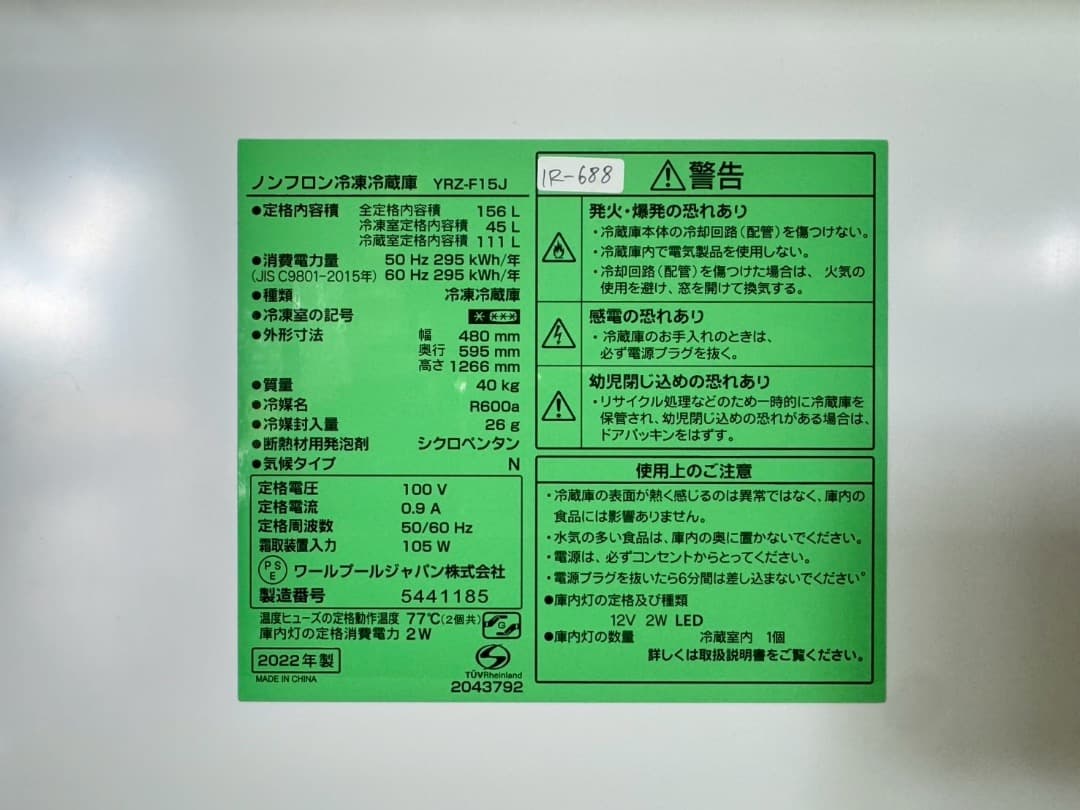 ノンフロン冷凍冷蔵庫 YRZ-F15J
●定格内容積 全定格内容積 156 L
冷凍室定格内容積 45 L
冷蔵室定格内容積 111 L
●消費電力量 50 Hz 295 kWh/年
(JIS C9801-2015年) 60 Hz 295 kWh/年
●種類 冷凍冷蔵庫
●冷凍室の記号 * ***
●外形寸法 幅 480 mm
奥行 595 mm
高さ 1266 mm
●質量 40 kg
●冷媒名 R600a
●冷媒封入量 26 g
●断熱材用発泡剤 シクロペンタン
●気候タイプ N
定格電圧 100 V
定格電流 0.9 A
定格周波数 50/60 Hz
霜取装置入力 105 W
PSE ワールプールジャパン株式会社
製造番号 5441185
温度ヒューズの定格動作温度 77℃(2個共)
庫内灯の定格消費電力 2W
G
2022年製
MADE IN CHINA
TÜVRheinland
2043792
IR-688
警告
発火・爆発の恐れあり
・冷蔵庫本体の冷却回路(配管)を傷つけない。
・冷蔵庫内で電気製品を使用しない。
・冷却回路(配管)を傷つけた場合は、火気の
使用を避け、窓を開けて換気する。
感電の恐れあり
・冷蔵庫のお手入れのときは、
必ず電源プラグを抜く。
幼児閉じ込めの恐れあり
・リサイクル処理などのため一時的に冷蔵庫を
保管され、幼児閉じ込めの恐れがある場合は、
ドアパッキンをはずす。
使用上のご注意
・冷蔵庫の表面が熱く感じるのは異常ではなく、庫内の
食品には影響ありません。
・水気の多い食品は、庫内の奥に置かないでください。
・電源は、必ずコンセントからとってください。
・電源プラグを抜いたら6分間は差し込まないでください。
●庫内灯の定格及び種類
12V 2W LED
●庫内灯の数量 冷蔵室内 1個
詳しくは取扱説明書をご覧ください。